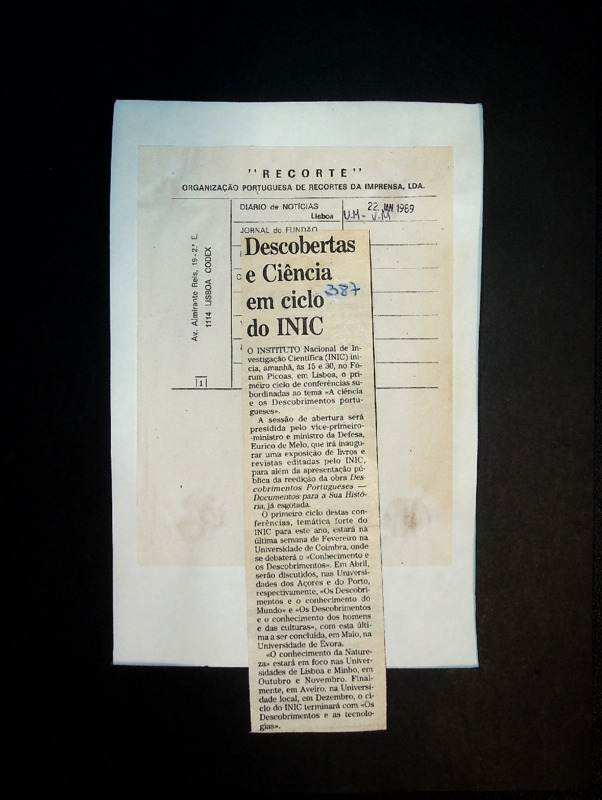 "RECORTE"
ORGANIZAÇÃO PORTUGUESA DE RECORTES DA IMPRENSA, LDA.
Av. Almirante Reis, 19-2.º E.
1114 LISBOA CODEX
1
DIARIO de NOTÍCIAS
Lisboa
22. JAN 1989
U.M- J.M
JORNAL do FUNDÃO
Descobertas
e Ciência
em ciclo
do INIC
387
O INSTITUTO Nacional de In-
vestigação Científica (INIC) ini-
cia, amanhã, às 15 e 30, no Fó-
rum Picoas, em Lisboa, o pri-
meiro ciclo de conferências su-
bordinadas ao tema «A ciência
e os Descobrimentos portu-
gueses».
A sessão de abertura será
presidida pelo vice-primeiro-
-ministro e ministro da Defesa,
Eurico de Melo, que irá inaugu-
rar uma exposição de livros e
revistas editadas pelo INIC,
para além da apresentação pú-
blica da reedição da obra Des-
cobrimentos Portugueses —
Documentos para a Sua Histó-
ria, já esgotada.
O primeiro ciclo destas con-
ferências, temática forte do
INIC para este ano, estará na
última semana de Fevereiro na
Universidade de Coimbra, onde
se debaterá o «Conhecimento e
os Descobrimentos». Em Abril,
serão discutidos, nas Universi-
dades dos Açores e do Porto,
respectivamente, «Os Descobri-
mentos e o conhecimento do
Mundo» e «Os Descobrimentos
e o conhecimento dos homens
e das culturas», com esta últi-
ma a ser concluída, em Maio, na
Universidade de Évora.
«O conhecimento da Nature-
za» estará em foco nas Univer-
sidades de Lisboa e Minho, em
Outubro e Novembro. Final-
mente, em Aveiro, na Universi-
dade local, em Dezembro, o ci-
clo do INIC terminará com «Os
Descobrimentos e as tecnolo-
gias».